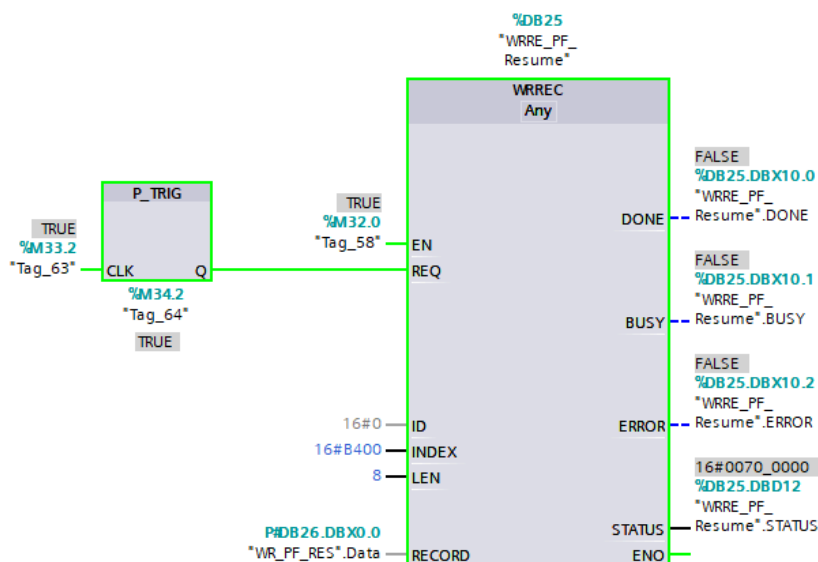 %DB25
"WRRE_PF_
Resume"
WRREC
Any
P_TRIG
TRUE
%M33.2
"Tag_63"
CLK
Q
%M34.2
"Tag_64"
TRUE
TRUE
%M32.0
"Tag_58"
EN
REQ
16#0
ID
16#B400
INDEX
8
LEN
P#DB26.DBX0.0
"WR_PF_RES".Data
RECORD
FALSE
%DB25.DBX10.0
"WRRE_PF_
DONE
Resume".DONE
FALSE
%DB25.DBX10.1
"WRRE_PF_
BUSY
Resume".BUSY
FALSE
%DB25.DBX10.2
"WRRE_PF_
ERROR
Resume".ERROR
16#0070_0000
%DB25.DBD12
"WRRE_PF_
STATUS
Resume".STATUS
ENO